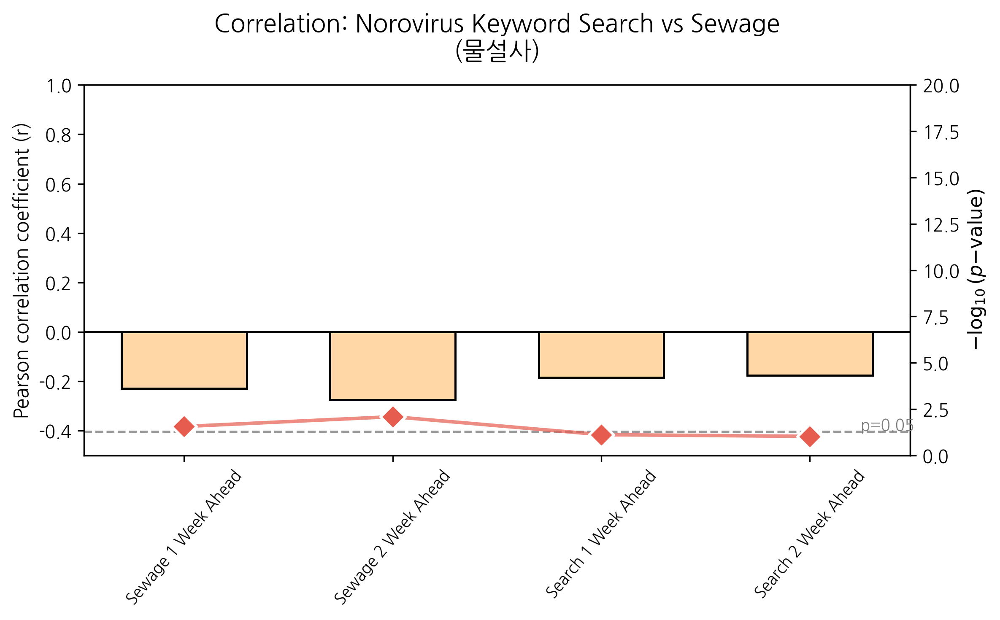 Correlation: Norovirus Keyword Search vs Sewage
(물설사)
Pearson correlation coefficient (r)
1.0
0.8
0.6
0.4
0.2
0.0
-0.2
-0.4
20.0
17.5
15.0
12.5
10.0
7.5
5.0
2.5
0.0
−log₁₀(p−value)
p=0.05
Sewage 1 Week Ahead
Sewage 2 Week Ahead
Search 1 Week Ahead
Search 2 Week Ahead